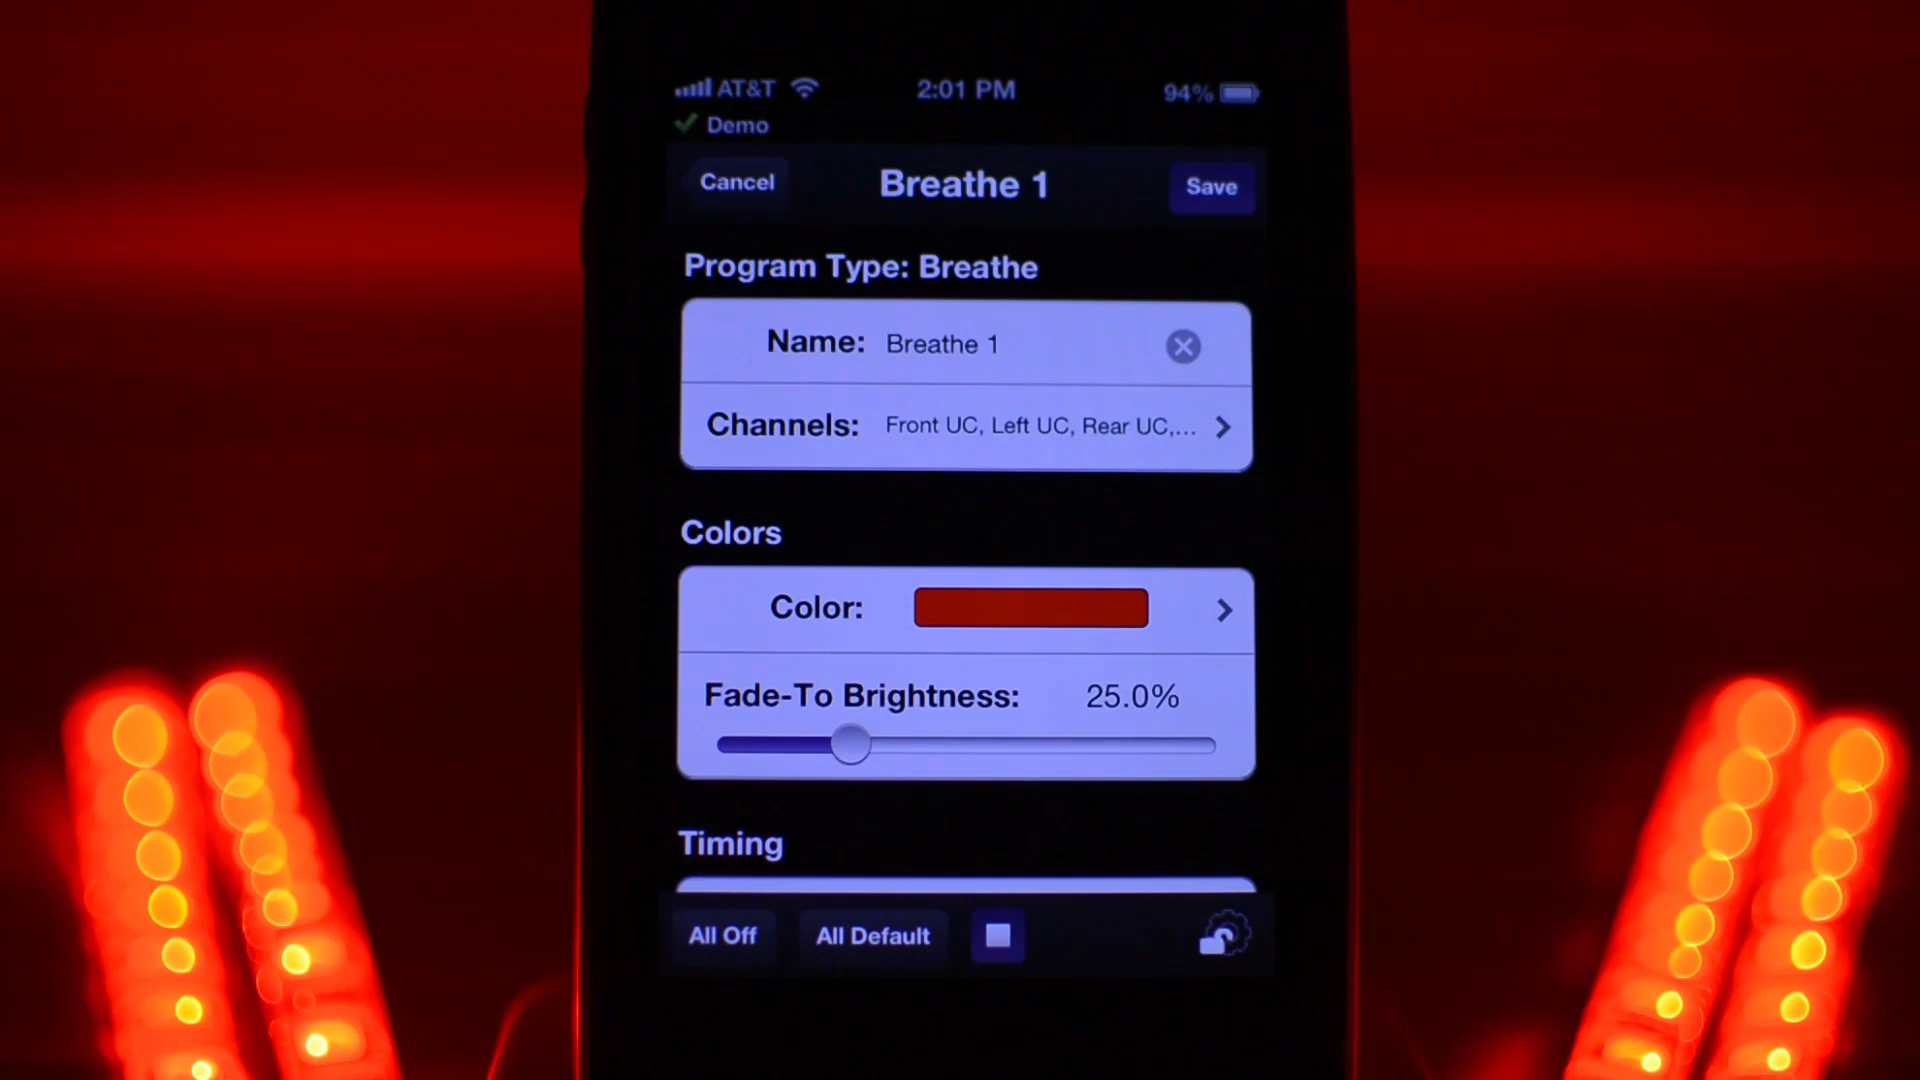 AT&T 2:01 PM 94%
Demo
Cancel Breathe 1 Save
Program Type: Breathe
Name: Breathe 1
Channels: Front UC, Left UC, Rear UC,...
Colors
Color:
Fade-To Brightness: 25.0%
Timing
All Off All Default